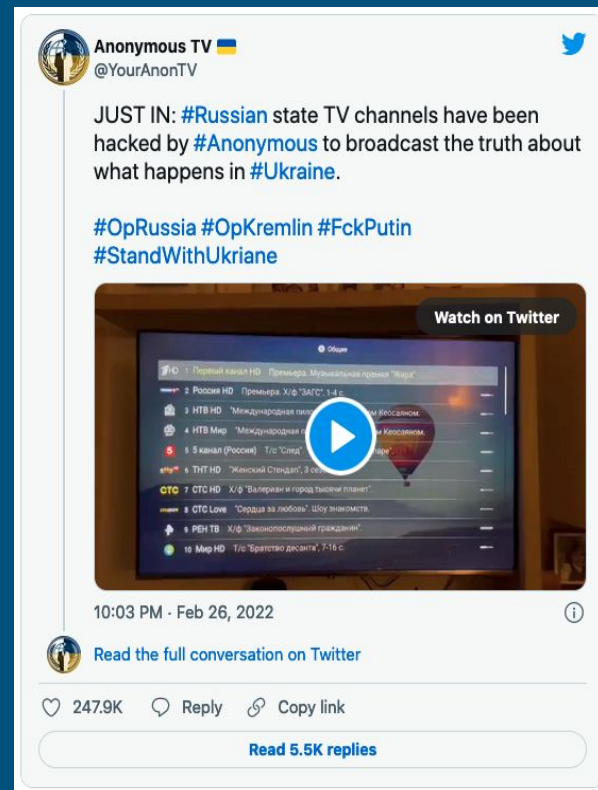 Anonymous TV
@YourAnonTV
JUST IN: #Russian state TV channels have been
hacked by #Anonymous to broadcast the truth about
what happens in #Ukraine.
#OpRussia #OpKremlin #FckPutin
#StandWithUkriane
Watch on Twitter
Общие
1 Первый канал HD Премьера. Музыкальная премия "Жара".
2 Россия HD Премьера. Х/ф "ЗАГС", 1-4 с.
3 НТВ HD "Международная Кеосаяном.
4 НТВ Мир "Международная Кеосаяном.
5 5 канал (Россия) Т/с "След".
6 ТНТ HD "Женский Стендап", 3
СТС 7 СТС HD Х/ф "Валериан и город тысячи планет".
8 СТС Love "Сердца за любовь". Шоу знакомств.
9 РЕН ТВ Х/ф "Законопослушный гражданин".
10 Мир HD Т/с "Братство десанта", 7-16 с.
10:03 PM · Feb 26, 2022
Read the full conversation on Twitter
247.9K Reply Copy link
Read 5.5K replies